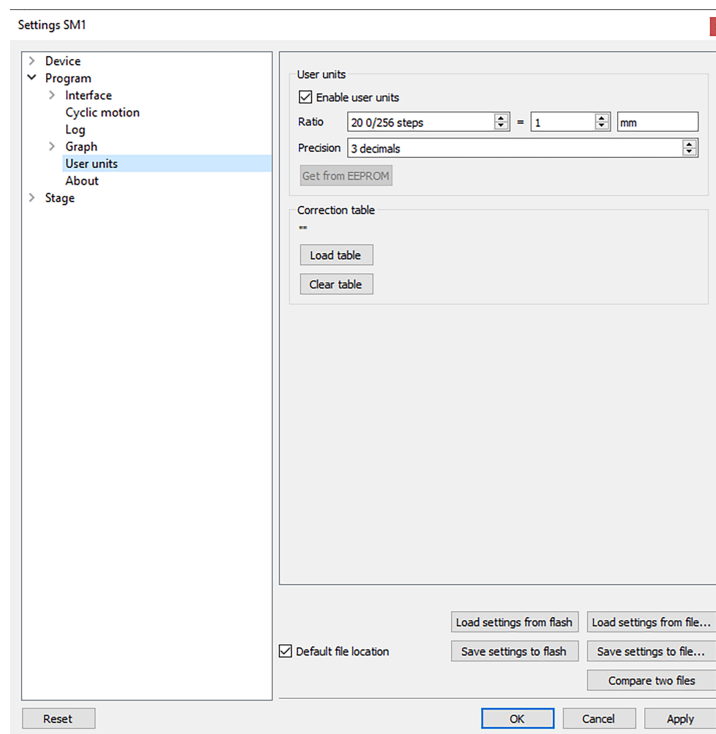 Settings SM1
Device
Program
Interface
Cyclic motion
Log
Graph
User units
About
Stage
User units
Enable user units
Ratio 20 0/256 steps = 1 mm
Precision 3 decimals
Get from EEPROM
Correction table
""
Load table
Clear table
Load settings from flash Load settings from file...
Default file location Save settings to flash Save settings to file...
Compare two files
Reset OK Cancel Apply